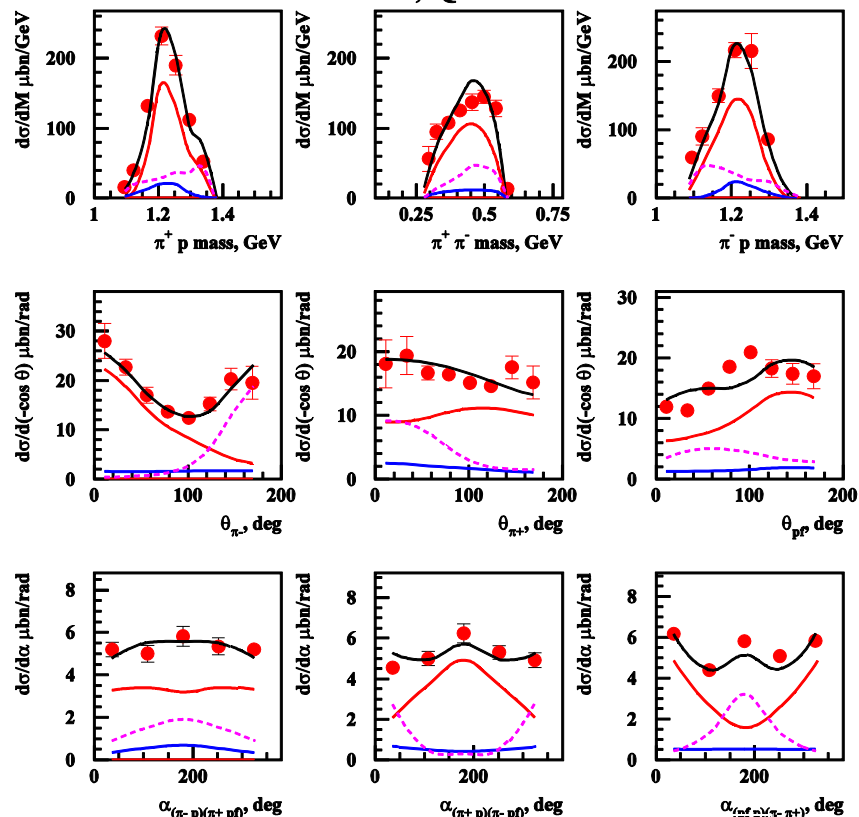 dσ/dM μbn/GeV
200
100
0
1 1.2 1.4
π⁺ p mass, GeV
dσ/dM μbn/GeV
200
100
0
0.25 0.5 0.75
π⁺ π⁻ mass, GeV
dσ/dM μbn/GeV
200
100
0
1 1.2 1.4
π⁻ p mass, GeV
dσ/d(-cos θ) μbn/rad
30
20
10
0
0 100 200
θπ-, deg
dσ/d(-cos θ) μbn/rad
20
10
0
0 100 200
θπ+, deg
dσ/d(-cos θ) μbn/rad
30
20
10
0
0 100 200
θpf, deg
dσ/dα μbn/rad
8
6
4
2
0
0 200
α(π- p)(π+ pf), deg
dσ/dα μbn/rad
8
6
4
2
0
0 200
α(π+ p)(π- pf), deg
dσ/dα μbn/rad
8
6
4
2
0
0 200
α(pf p)(π- π+), deg